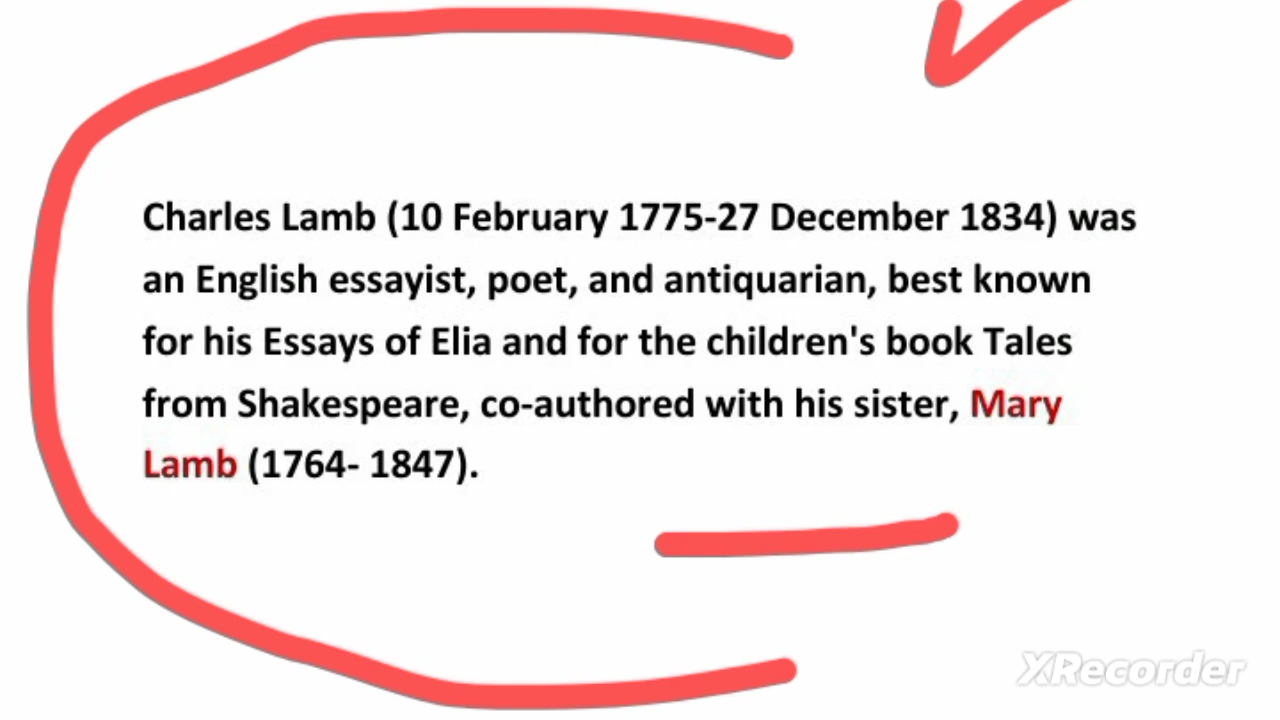 Charles Lamb (10 February 1775-27 December 1834) was
an English essayist, poet, and antiquarian, best known
for his Essays of Elia and for the children's book Tales
from Shakespeare, co-authored with his sister, Mary
Lamb (1764- 1847).
XRecorder